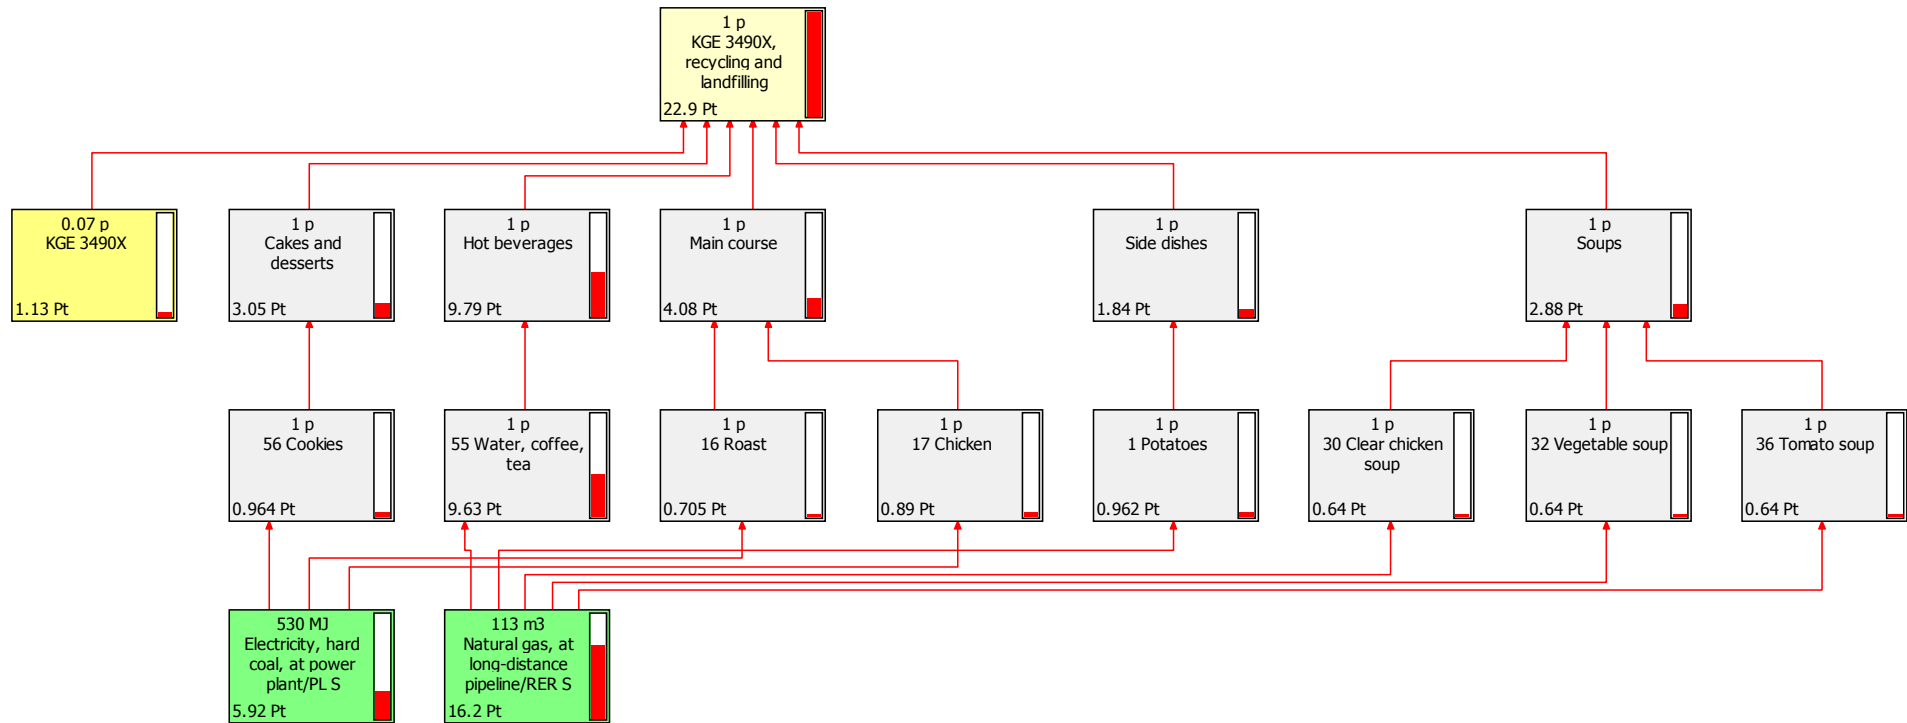 1 p
KGE 3490X,
recycling and
landfilling
22.9 Pt
0.07 p
KGE 3490X
1.13 Pt
1 p
Cakes and
desserts
3.05 Pt
1 p
Hot beverages
9.79 Pt
1 p
Main course
4.08 Pt
1 p
Side dishes
1.84 Pt
1 p
Soups
2.88 Pt
1 p
56 Cookies
0.964 Pt
1 p
55 Water, coffee,
tea
9.63 Pt
1 p
16 Roast
0.705 Pt
1 p
17 Chicken
0.89 Pt
1 p
1 Potatoes
0.962 Pt
1 p
30 Clear chicken
soup
0.64 Pt
1 p
32 Vegetable soup
0.64 Pt
1 p
36 Tomato soup
0.64 Pt
530 MJ
Electricity, hard
coal, at power
plant/PL S
5.92 Pt
113 m3
Natural gas, at
long-distance
pipeline/RER S
16.2 Pt